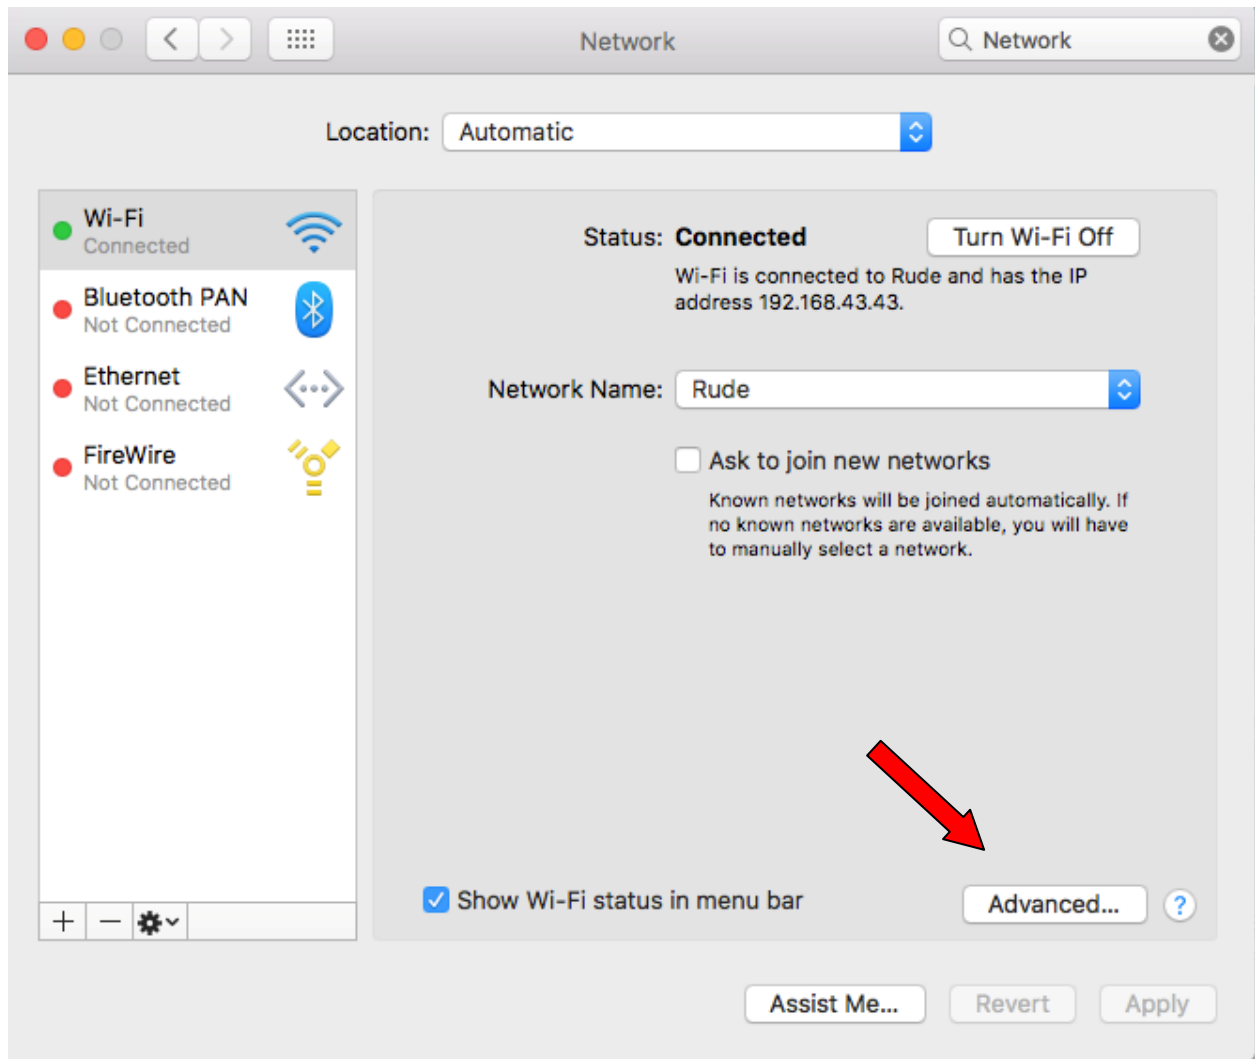 Network
Network
Location: Automatic
Wi-Fi
Connected
Bluetooth PAN
Not Connected
Ethernet
Not Connected
FireWire
Not Connected
Status: Connected
Turn Wi-Fi Off
Wi-Fi is connected to Rude and has the IP
address 192.168.43.43.
Network Name: Rude
Ask to join new networks
Known networks will be joined automatically. If
no known networks are available, you will have
to manually select a network.
Show Wi-Fi status in menu bar
Advanced...
?
Assist Me...
Revert
Apply